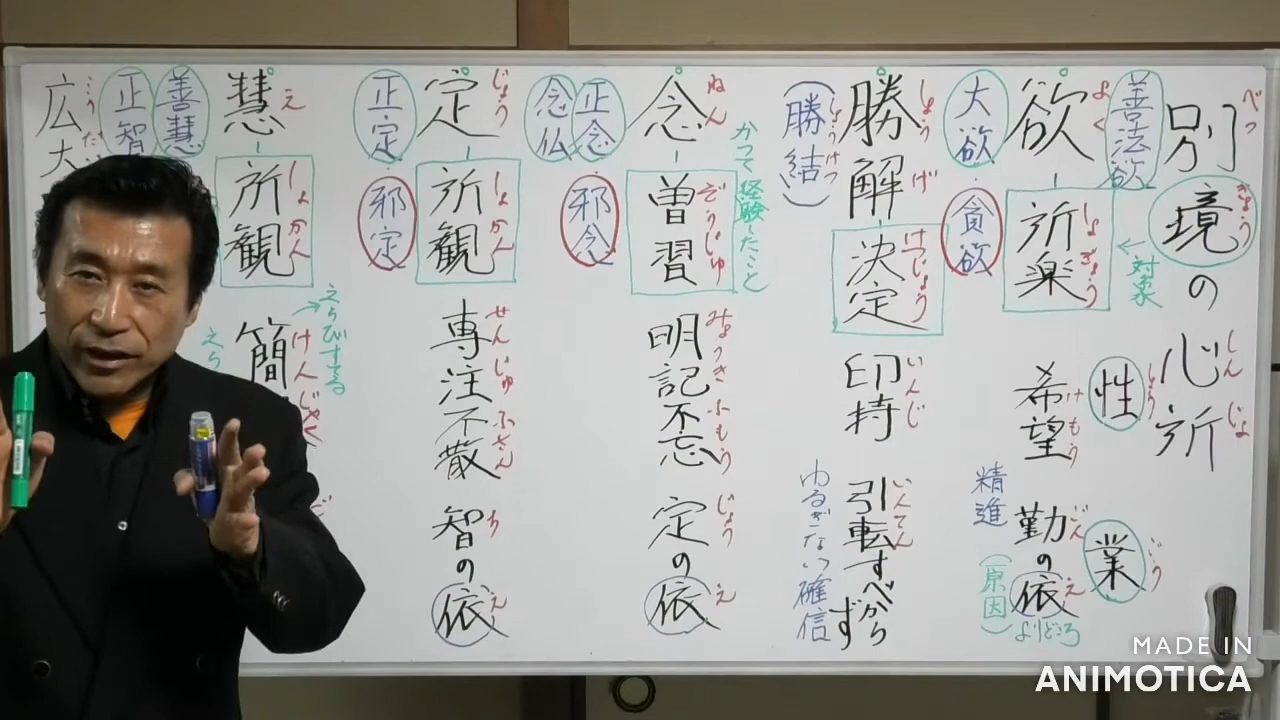 別境の心所
べっ
きょう
しん
じょ
性
しょう
業
ごう
善法欲
欲
よく
所楽
しょぎょう
←対象
希望
けもう
勤の依
ごん
え
よりどころ
(原因)
精進
大欲
貪欲
勝解
しょう
げ
決定
けつじょう
印持
いんじ
引転すべからず
いんてん
(勝結)
しょうけつ
ゆるぎない確信
念
ねん
曽習
ぞうしゅう
かつて経験したこと
明記不忘
みょうき
ふもう
定の依
じょう
え
正念
念仏
邪念
定
じょう
所観
しょかん
専注不散
せんじゅ
ふさん
智の依
ち
え
正定
邪定
慧
え
所観
しょかん
簡
けんじゃく
えらびすてる
えら
善慧
正智
広大
こうだい
MADE IN
ANIMOTICA